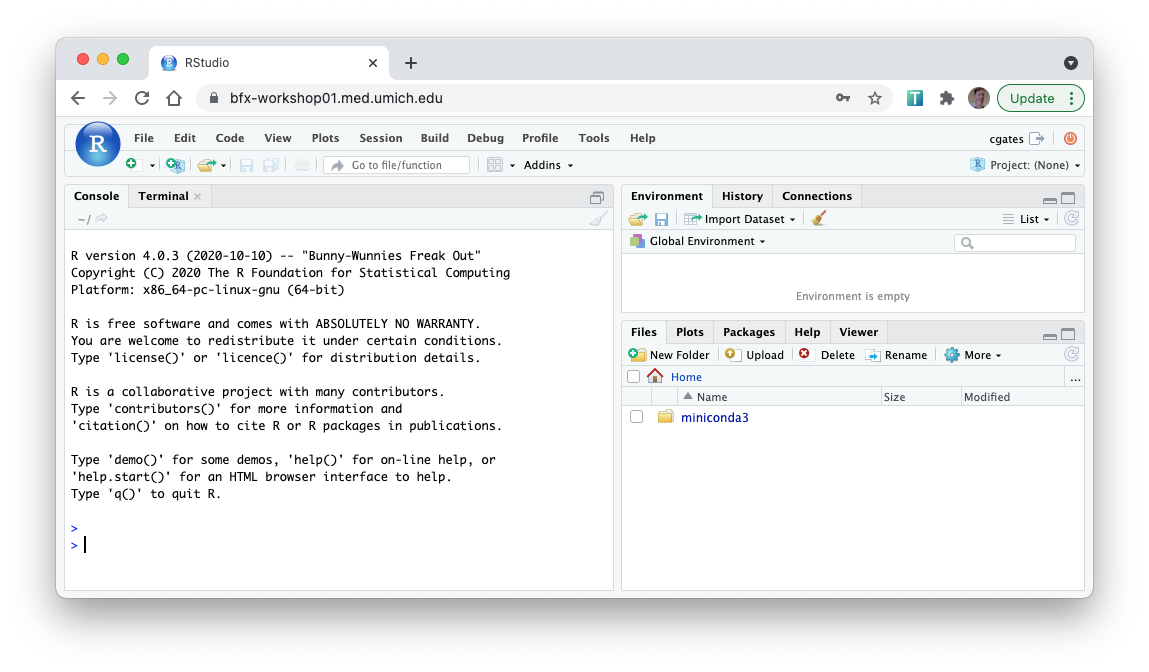 RStudio
bfx-workshop01.med.umich.edu
T
Update
R
File Edit Code View Plots Session Build Debug Profile Tools Help
cgates
Go to file/function
Addins
Project: (None)
Console Terminal
~/
R version 4.0.3 (2020-10-10) -- "Bunny-Wunnies Freak Out"
Copyright (C) 2020 The R Foundation for Statistical Computing
Platform: x86_64-pc-linux-gnu (64-bit)
R is free software and comes with ABSOLUTELY NO WARRANTY.
You are welcome to redistribute it under certain conditions.
Type 'license()' or 'licence()' for distribution details.
R is a collaborative project with many contributors.
Type 'contributors()' for more information and
'citation()' on how to cite R or R packages in publications.
Type 'demo()' for some demos, 'help()' for on-line help, or
'help.start()' for an HTML browser interface to help.
Type 'q()' to quit R.
>
>
Environment History Connections
Import Dataset
List
Global Environment
Environment is empty
Files Plots Packages Help Viewer
New Folder Upload Delete Rename More
Home
...
Name Size Modified
miniconda3